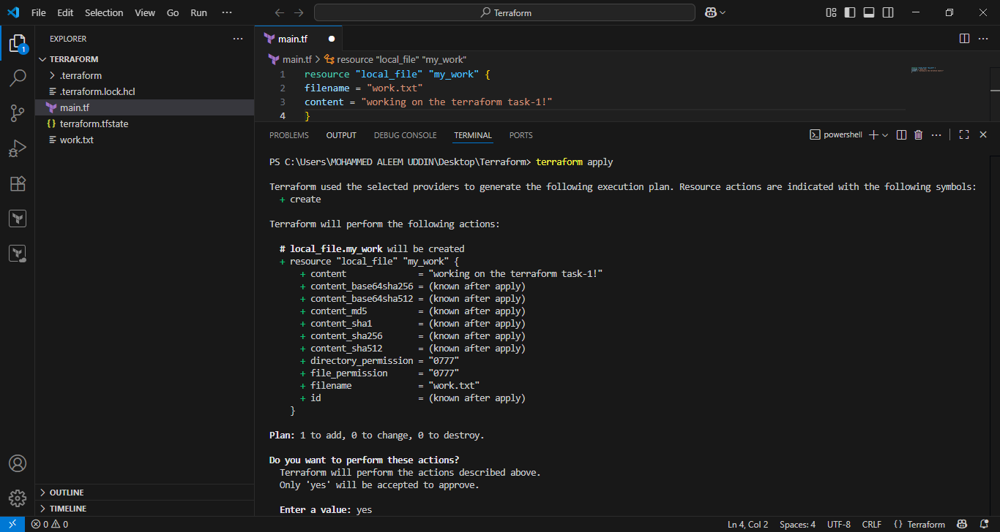 File Edit Selection View Go Run ···
Terraform
EXPLORER ···
TERRAFORM
.terraform
.terraform.lock.hcl
main.tf
terraform.tfstate
work.txt
OUTLINE
TIMELINE
1
main.tf
main.tf > resource "local_file" "my_work"
1 resource "local_file" "my_work" {
2 filename = "work.txt"
3 content = "working on the terraform task-1!"
4 }
PROBLEMS OUTPUT DEBUG CONSOLE TERMINAL PORTS
powershell
PS C:\Users\MOHAMMED ALEEM UDDIN\Desktop\Terraform> terraform apply
Terraform used the selected providers to generate the following execution plan. Resource actions are indicated with the following symbols:
+ create
Terraform will perform the following actions:
# local_file.my_work will be created
+ resource "local_file" "my_work" {
+ content = "working on the terraform task-1!"
+ content_base64sha256 = (known after apply)
+ content_base64sha512 = (known after apply)
+ content_md5 = (known after apply)
+ content_sha1 = (known after apply)
+ content_sha256 = (known after apply)
+ content_sha512 = (known after apply)
+ directory_permission = "0777"
+ file_permission = "0777"
+ filename = "work.txt"
+ id = (known after apply)
}
Plan: 1 to add, 0 to change, 0 to destroy.
Do you want to perform these actions?
Terraform will perform the actions described above.
Only 'yes' will be accepted to approve.
Enter a value: yes
0 0
Ln 4, Col 2 Spaces: 4 UTF-8 CRLF {} Terraform